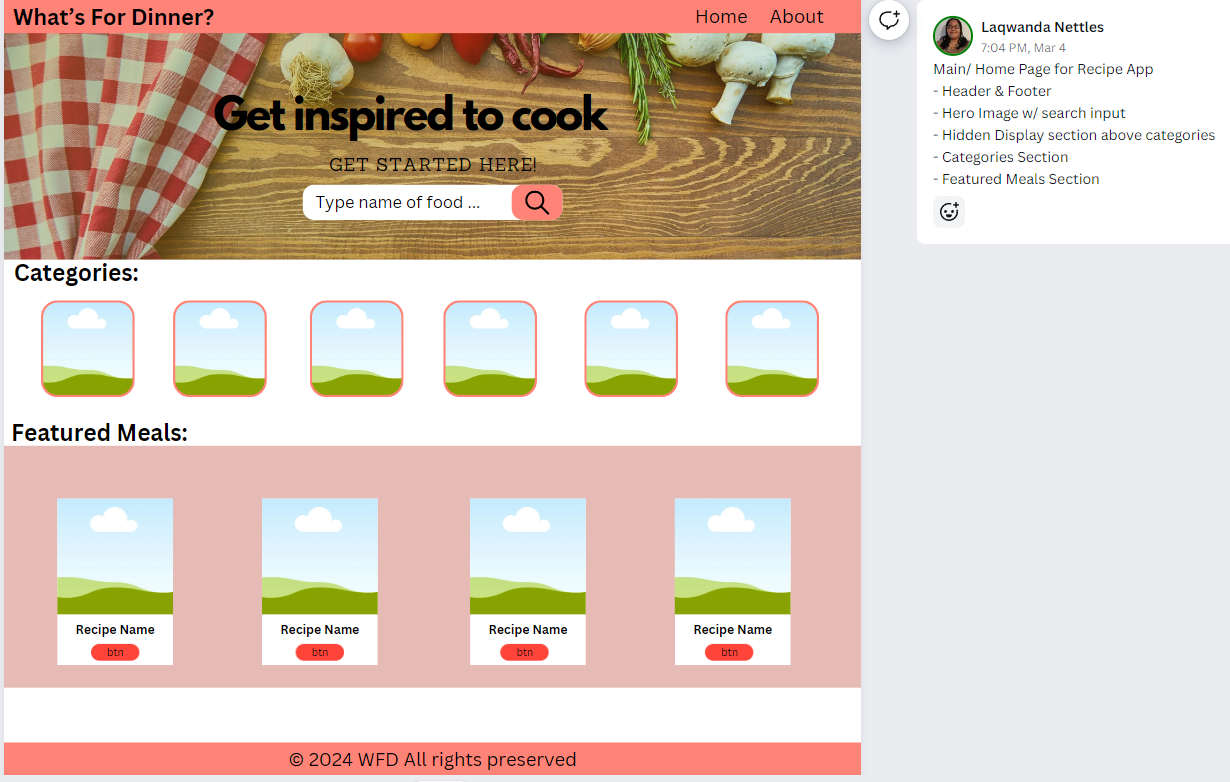 What's For Dinner?
Home About
Get inspired to cook
GET STARTED HERE!
Type name of food ...
Categories:
Featured Meals:
Recipe Name
btn
Recipe Name
btn
Recipe Name
btn
Recipe Name
btn
© 2024 WFD All rights preserved
Laqwanda Nettles
7:04 PM, Mar 4
Main/ Home Page for Recipe App
- Header & Footer
- Hero Image w/ search input
- Hidden Display section above categories
- Categories Section
- Featured Meals Section